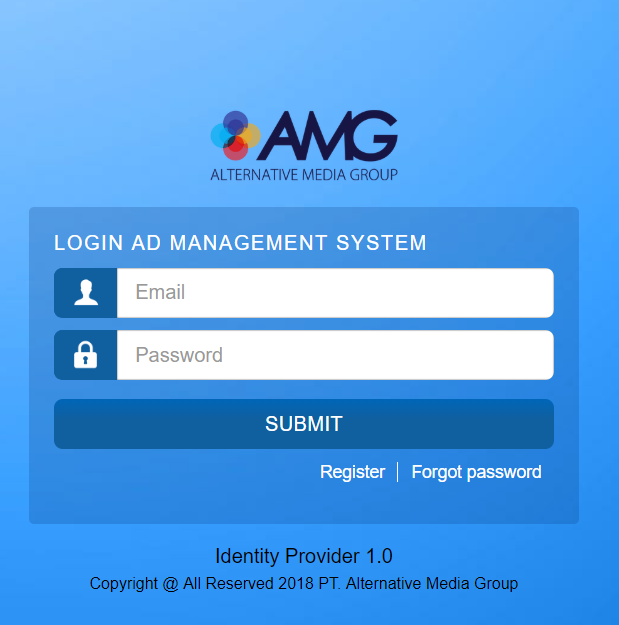 AMG
ALTERNATIVE MEDIA GROUP
LOGIN AD MANAGEMENT SYSTEM
Email
Password
SUBMIT
Register | Forgot password
Identity Provider 1.0
Copyright @ All Reserved 2018 PT. Alternative Media Group